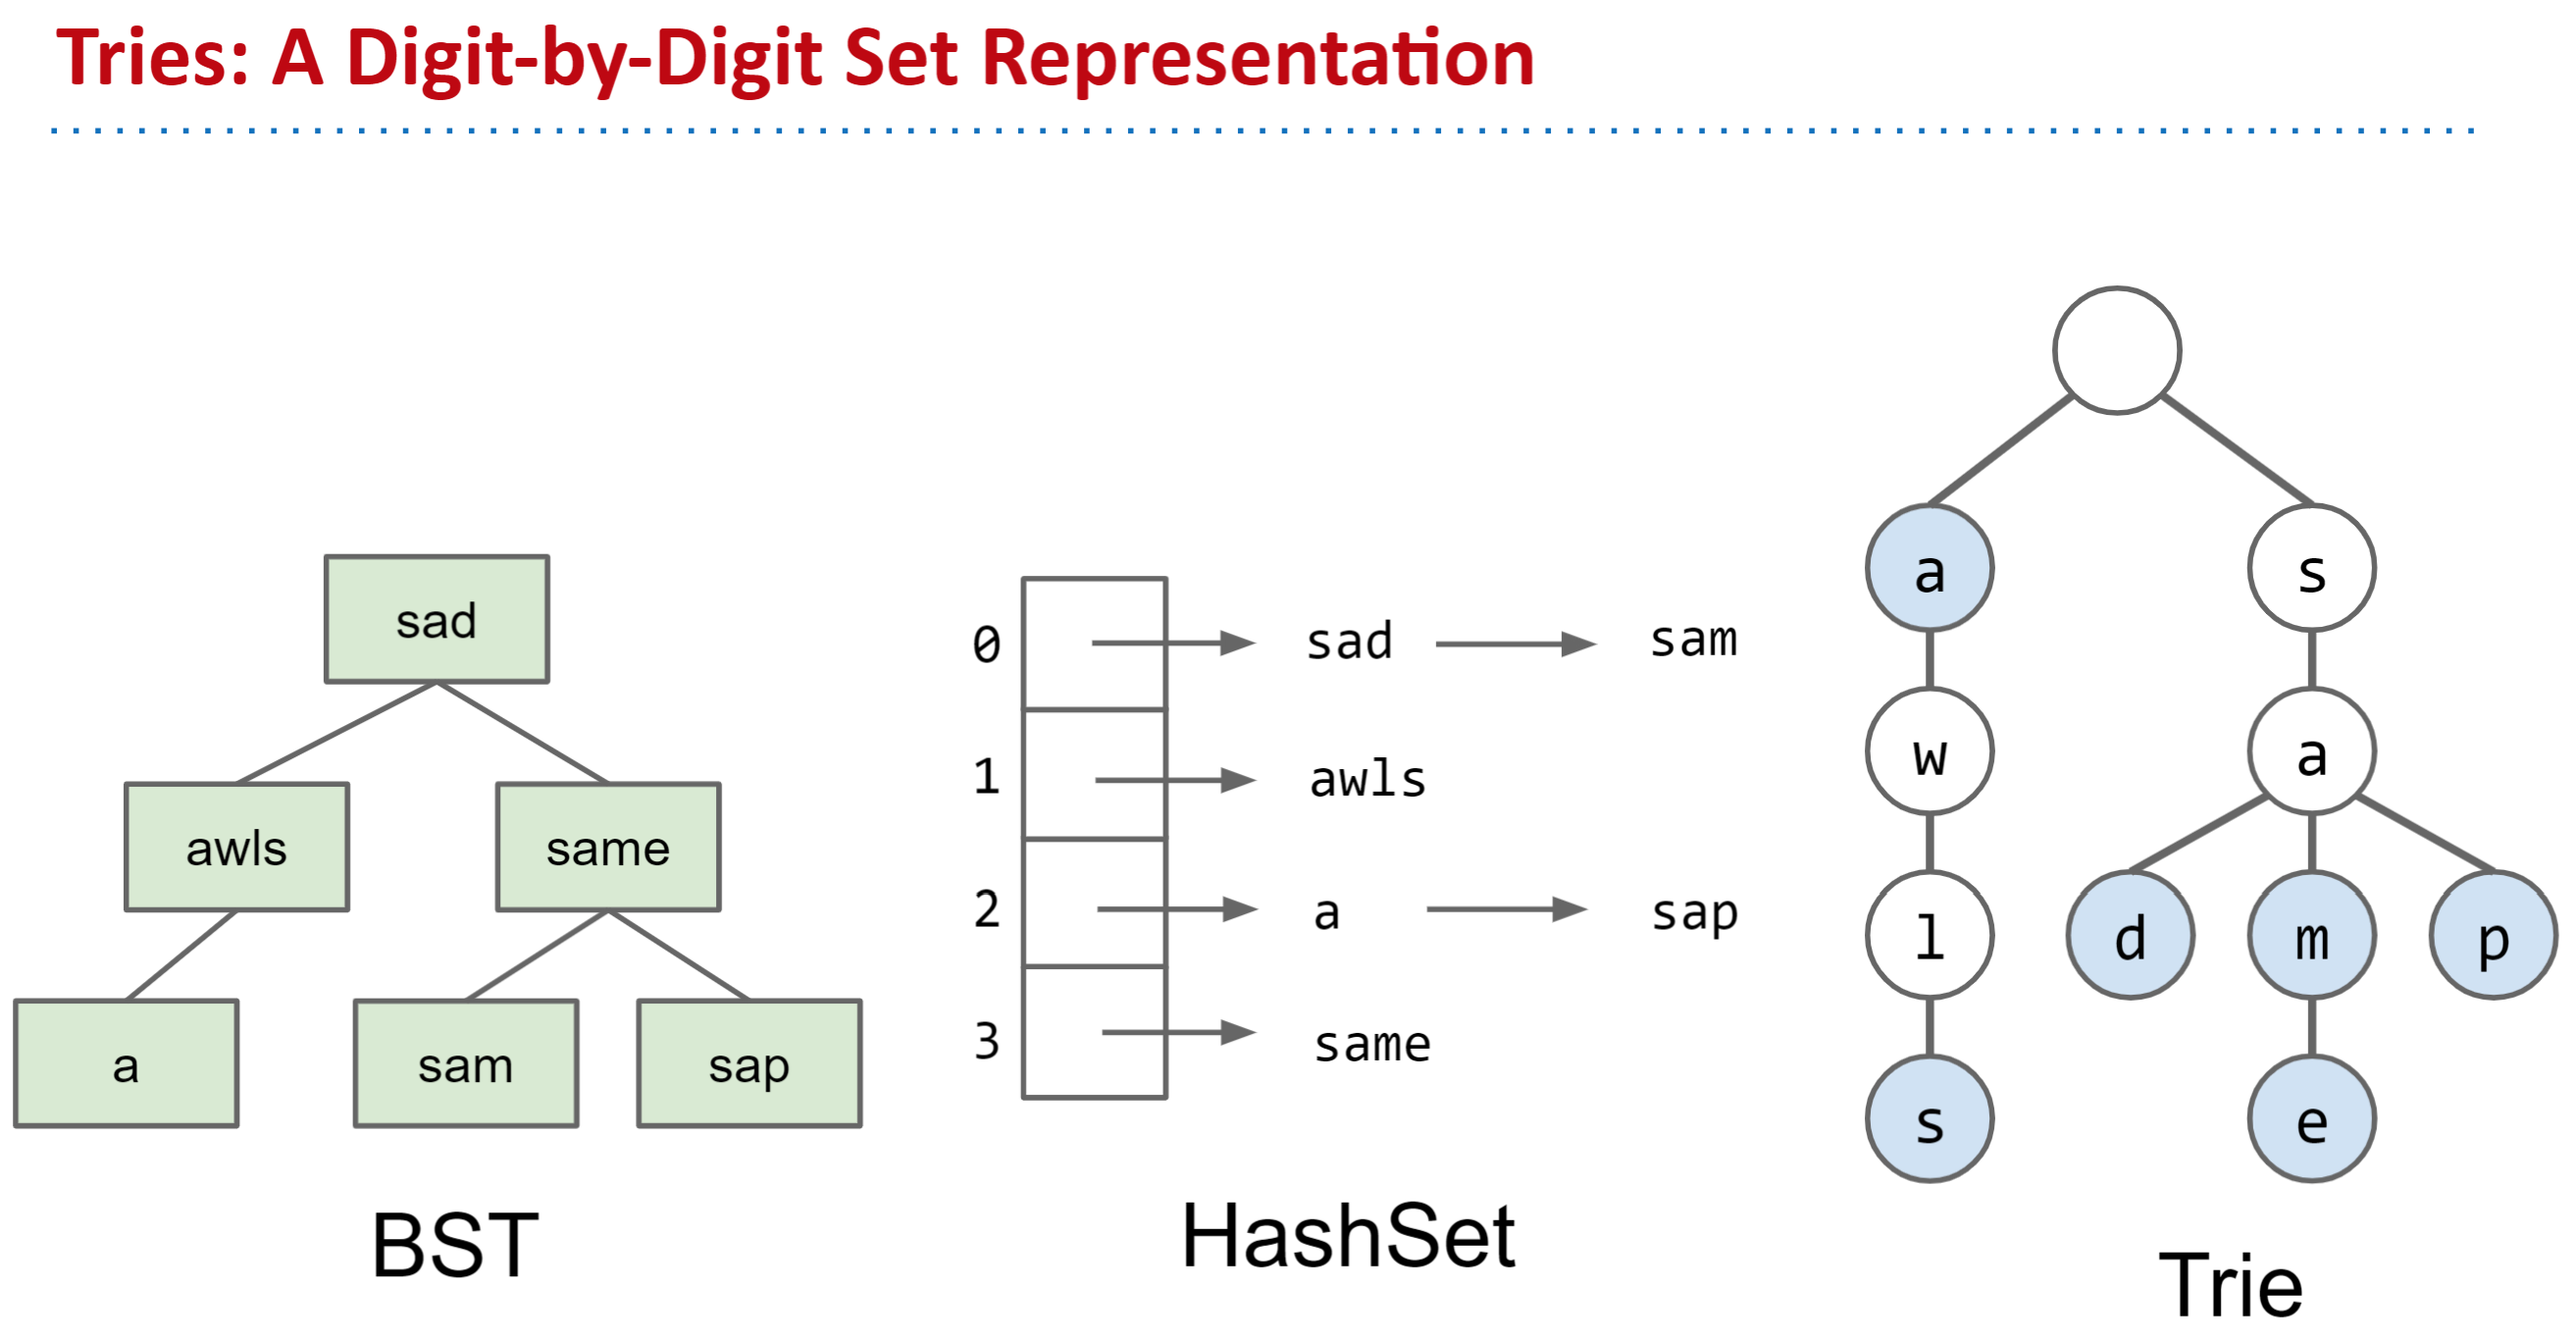 Tries: A Digit-by-Digit Set Representation
sad
awls
same
a
sam
sap
BST
0
sad
sam
1
awls
2
a
sap
3
same
HashSet
a
s
w
a
l
d
m
p
s
e
Trie